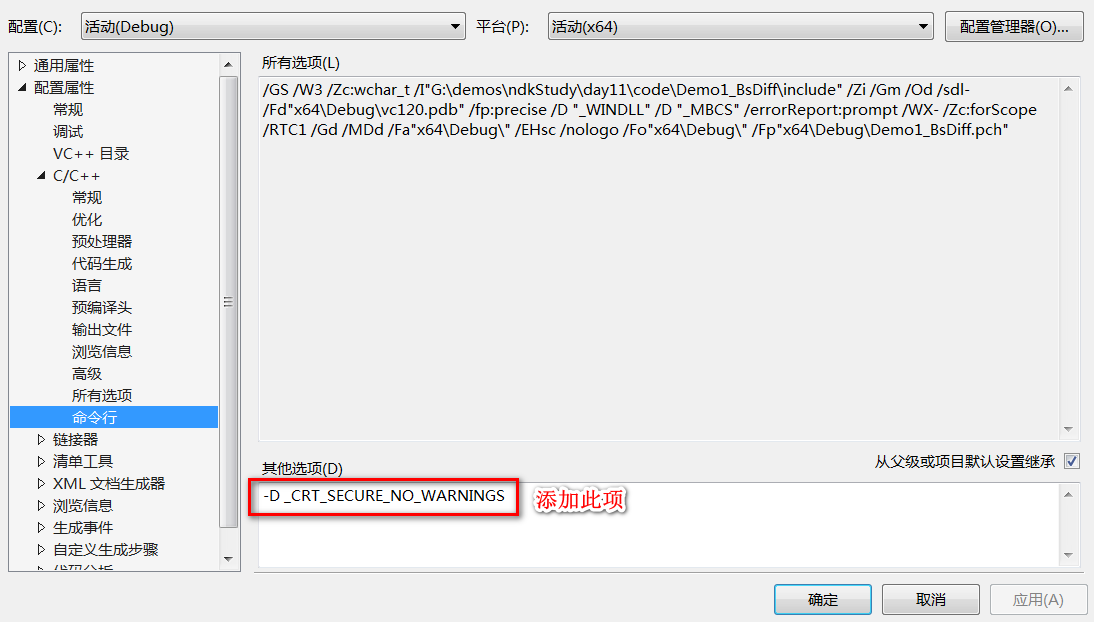 配置(C): 活动(Debug) 平台(P): 活动(x64) 配置管理器(O)...
通用属性
配置属性
常规
调试
VC++ 目录
C/C++
常规
优化
预处理器
代码生成
语言
预编译头
输出文件
浏览信息
高级
所有选项
命令行
链接器
清单工具
XML 文档生成器
浏览信息
生成事件
自定义生成步骤
代码分析
所有选项(L)
/GS /W3 /Zc:wchar_t /I"G:\demos\ndkStudy\day11\code\Demo1_BsDiff\include" /Zi /Gm /Od /sdl-
/Fd"x64\Debug\vc120.pdb" /fp:precise /D "_WINDLL" /D "_MBCS" /errorReport:prompt /WX- /Zc:forScope
/RTC1 /Gd /MDd /Fa"x64\Debug\" /EHsc /nologo /Fo"x64\Debug\" /Fp"x64\Debug\Demo1_BsDiff.pch"
其他选项(D)
从父级或项目默认设置继承
-D _CRT_SECURE_NO_WARNINGS
添加此项
确定 取消 应用(A)